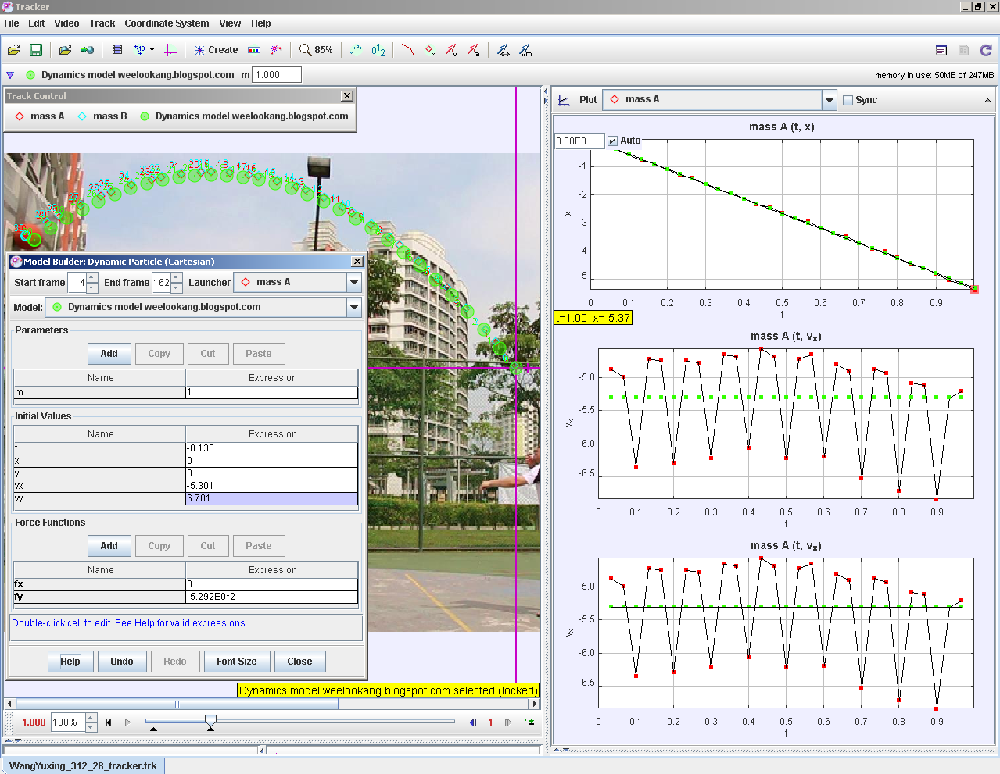 Tracker
File Edit Video Track Coordinate System View Help
Create 85%
Dynamics model weelookang.blogspot.com m 1.000
memory in use: 50MB of 247MB
Track Control
mass A mass B Dynamics model weelookang.blogspot.com
Model Builder: Dynamic Particle (Cartesian)
Start frame 4 End frame 162 Launcher mass A
Model: Dynamics model weelookang.blogspot.com
Parameters
Add Copy Cut Paste
Name Expression
m 1
Initial Values
Name Expression
t -0.133
x 0
y 0
vx -5.301
vy 6.701
Force Functions
Add Copy Cut Paste
Name Expression
fx 0
fy -5.292E0*2
Double-click cell to edit. See Help for valid expressions.
Help Undo Redo Font Size Close
Dynamics model weelookang.blogspot.com selected (locked)
1.000 100% 1
WangYuxing_312_28_tracker.trk
Plot mass A Sync
mass A (t, x)
0.00E0 Auto
-1
-2
x
-3
-4
-5
0 0.1 0.2 0.3 0.4 0.5 0.6 0.7 0.8 0.9
t
t=1.00 x=-5.37
mass A (t, vx)
-5.0
-5.5
vx
-6.0
-6.5
0 0.1 0.2 0.3 0.4 0.5 0.6 0.7 0.8 0.9
t
mass A (t, vx)
-5.0
-5.5
vx
-6.0
-6.5
0 0.1 0.2 0.3 0.4 0.5 0.6 0.7 0.8 0.9
t